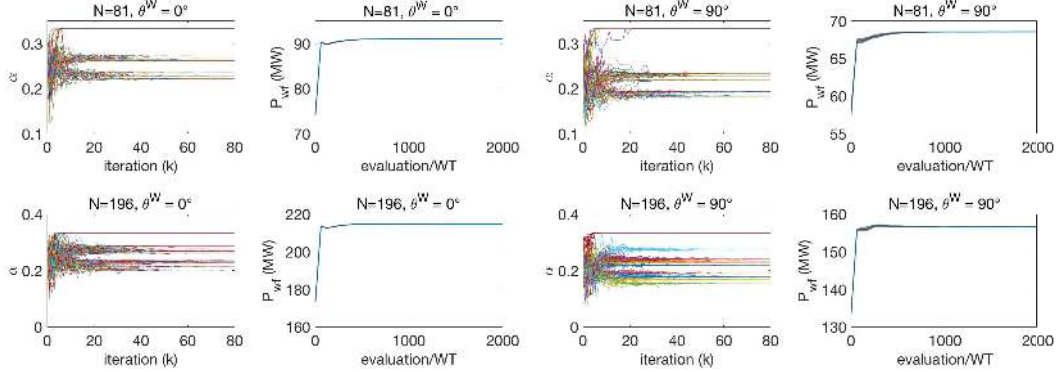 N=81, θ^W = 0°
0.3
0.2
0.1
α
0 20 40 60 80
iteration (k)
N=81, θ^W = 0°
90
80
70
P_wf (MW)
0 1000 2000
evaluation/WT
N=81, θ^W = 90°
0.3
0.2
0.1
α
0 20 40 60 80
iteration (k)
N=81, θ^W = 90°
70
65
60
55
P_wf (MW)
0 1000 2000
evaluation/WT
N=196, θ^W = 0°
0.4
0.2
0
α
0 20 40 60 80
iteration (k)
N=196, θ^W = 0°
220
200
180
160
P_wf (MW)
0 1000 2000
evaluation/WT
N=196, θ^W = 90°
0.4
0.2
0
α
0 20 40 60 80
iteration (k)
N=196, θ^W = 90°
160
150
140
130
P_wf (MW)
0 1000 2000
evaluation/WT